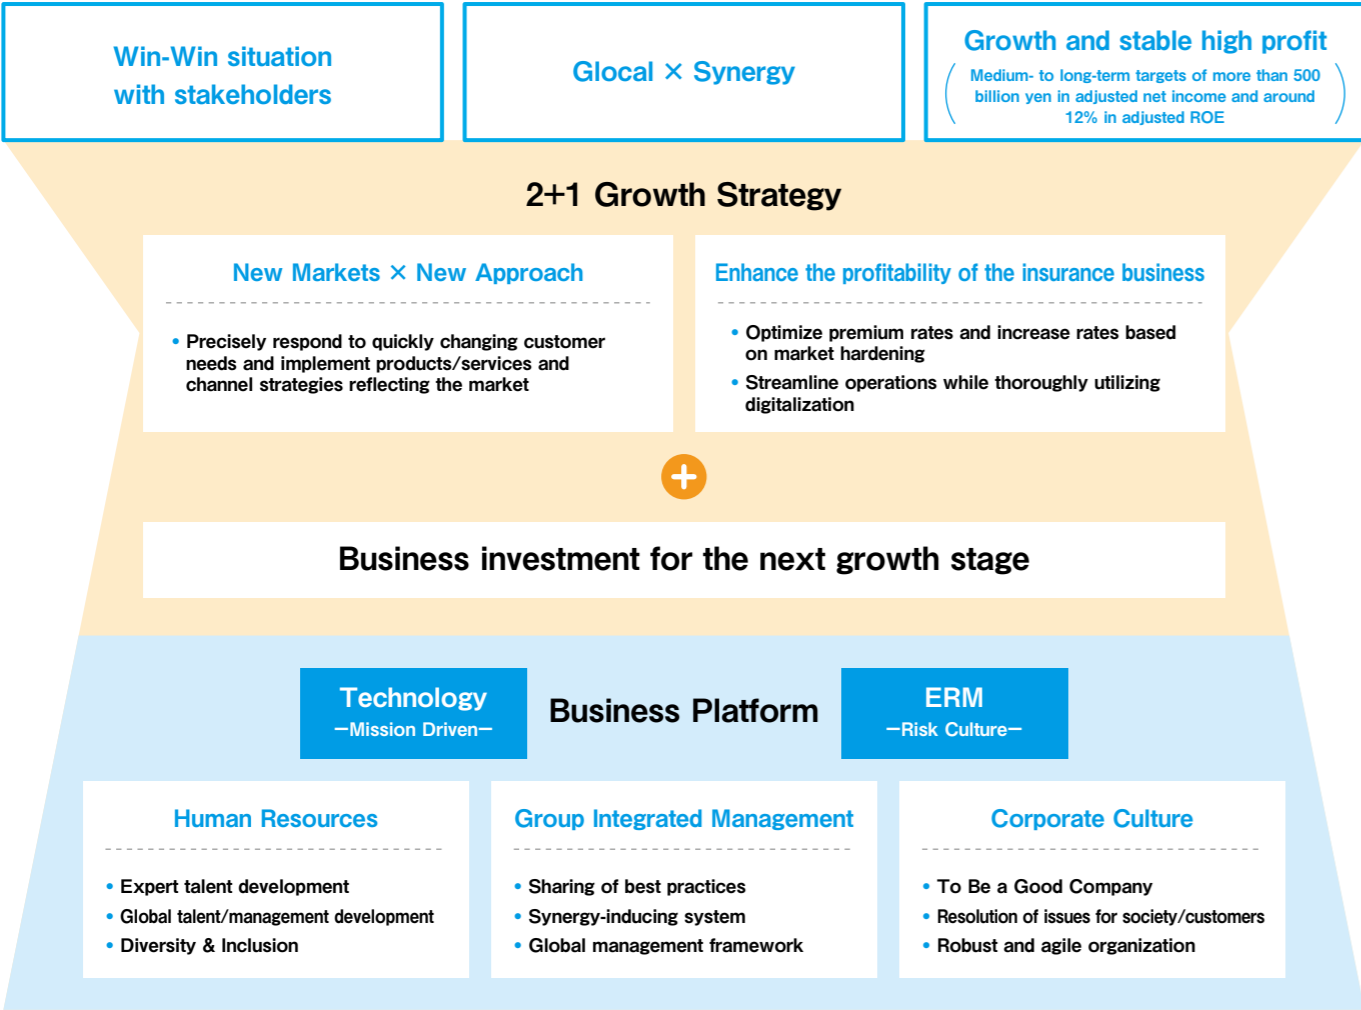 Win-Win situation
with stakeholders
Glocal × Synergy
Growth and stable high profit
( Medium- to long-term targets of more than 500
billion yen in adjusted net income and around
12% in adjusted ROE )
2+1 Growth Strategy
New Markets × New Approach
• Precisely respond to quickly changing customer
needs and implement products/services and
channel strategies reflecting the market
Enhance the profitability of the insurance business
• Optimize premium rates and increase rates based
on market hardening
• Streamline operations while thoroughly utilizing
digitalization
+
Business investment for the next growth stage
Technology
—Mission Driven—
Business Platform
ERM
—Risk Culture—
Human Resources
• Expert talent development
• Global talent/management development
• Diversity & Inclusion
Group Integrated Management
• Sharing of best practices
• Synergy-inducing system
• Global management framework
Corporate Culture
• To Be a Good Company
• Resolution of issues for society/customers
• Robust and agile organization